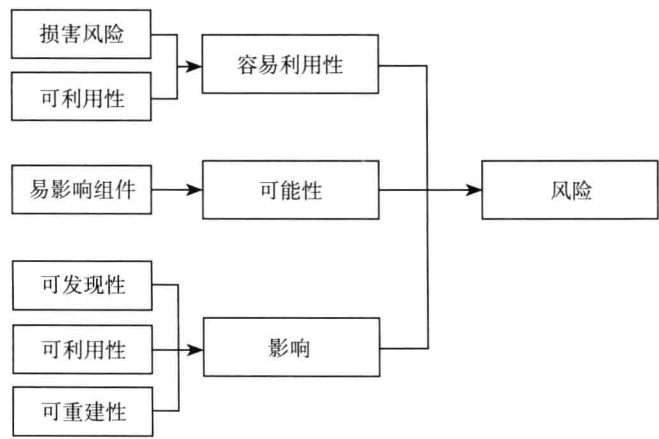 损害风险
可利用性
容易利用性
易影响组件
可能性
风险
可发现性
可利用性
可重建性
影响